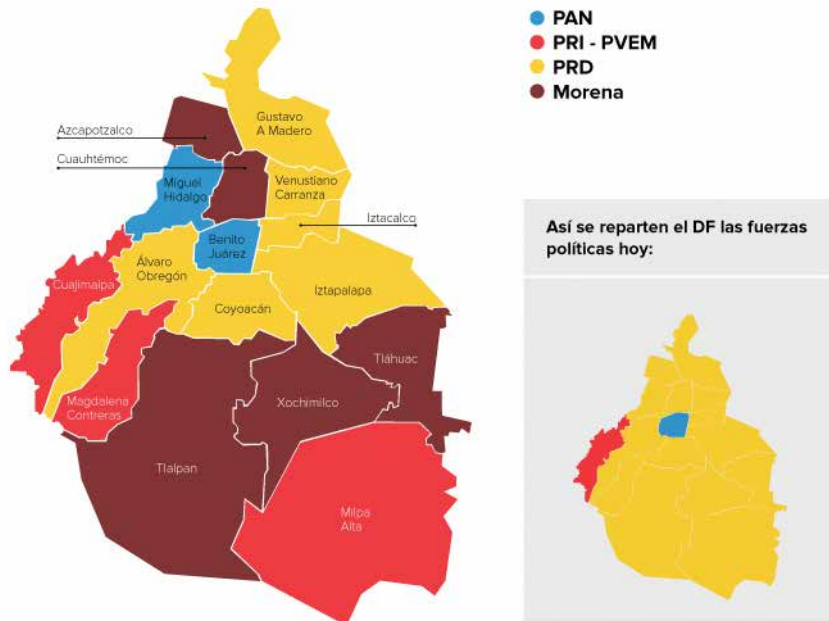 PAN
PRI - PVEM
PRD
Morena
Gustavo
A Madero
Azcapotzalco
Cuauhtémoc
Miguel
Hidalgo
Venustiano
Carranza
Iztacalco
Benito
Juárez
Álvaro
Obregón
Cuajimalpa
Iztapalapa
Coyoacán
Tláhuac
Magdalena
Contreras
Xochimilco
Tlalpan
Milpa
Alta
Así se reparten el DF las fuerzas
políticas hoy: